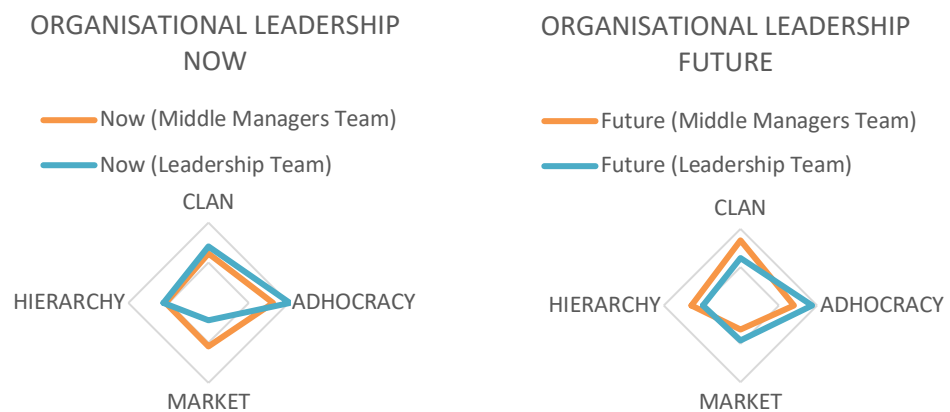 ORGANISATIONAL LEADERSHIP
NOW
Now (Middle Managers Team)
Now (Leadership Team)
CLAN
HIERARCHY
ADHOCRACY
MARKET
ORGANISATIONAL LEADERSHIP
FUTURE
Future (Middle Managers Team)
Future (Leadership Team)
CLAN
HIERARCHY
ADHOCRACY
MARKET